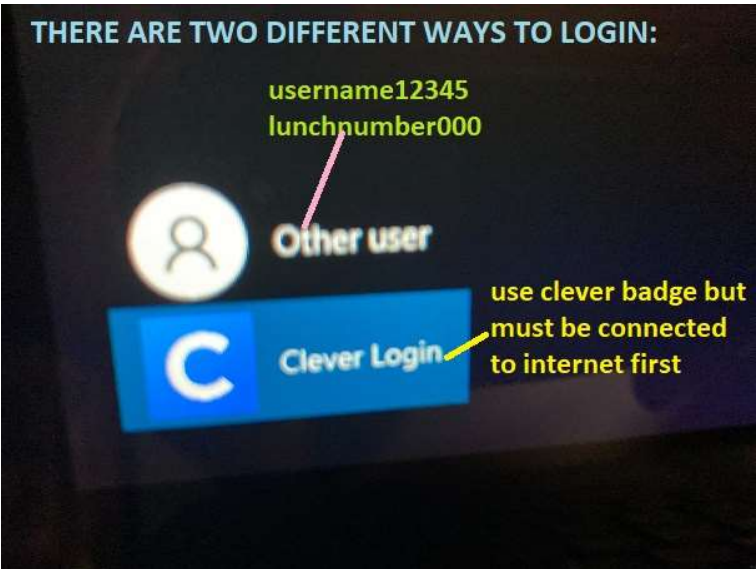 THERE ARE TWO DIFFERENT WAYS TO LOGIN:
username12345
lunchnumber000
Other user
use clever badge but
must be connected
to internet first
C
Clever Login